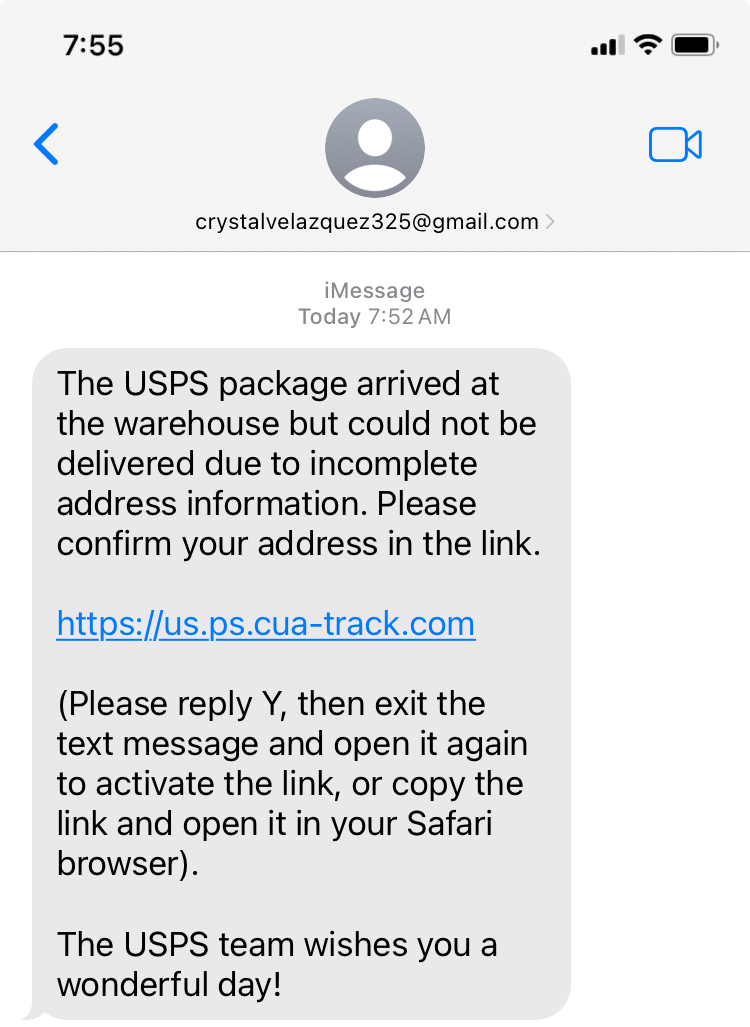 7:55
crystalvelazquez325@gmail.com
iMessage
Today 7:52 AM
The USPS package arrived at
the warehouse but could not be
delivered due to incomplete
address information. Please
confirm your address in the link.
https://us.ps.cua-track.com
(Please reply Y, then exit the
text message and open it again
to activate the link, or copy the
link and open it in your Safari
browser).
The USPS team wishes you a
wonderful day!